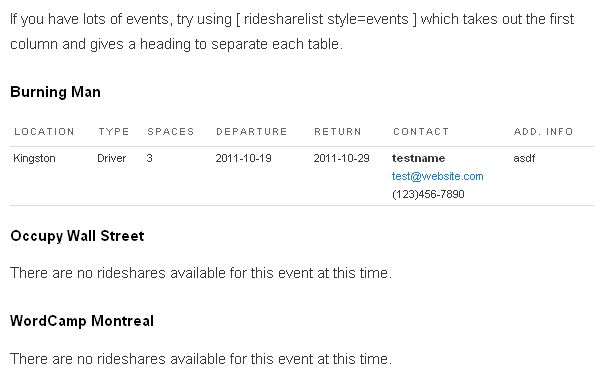 If you have lots of events, try using [ ridesharelist style=events ] which takes out the first
column and gives a heading to separate each table.
Burning Man
LOCATION TYPE SPACES DEPARTURE RETURN CONTACT ADD. INFO
Kingston Driver 3 2011-10-19 2011-10-29 testname asdf
test@website.com
(123)456-7890
Occupy Wall Street
There are no rideshares available for this event at this time.
WordCamp Montreal
There are no rideshares available for this event at this time.